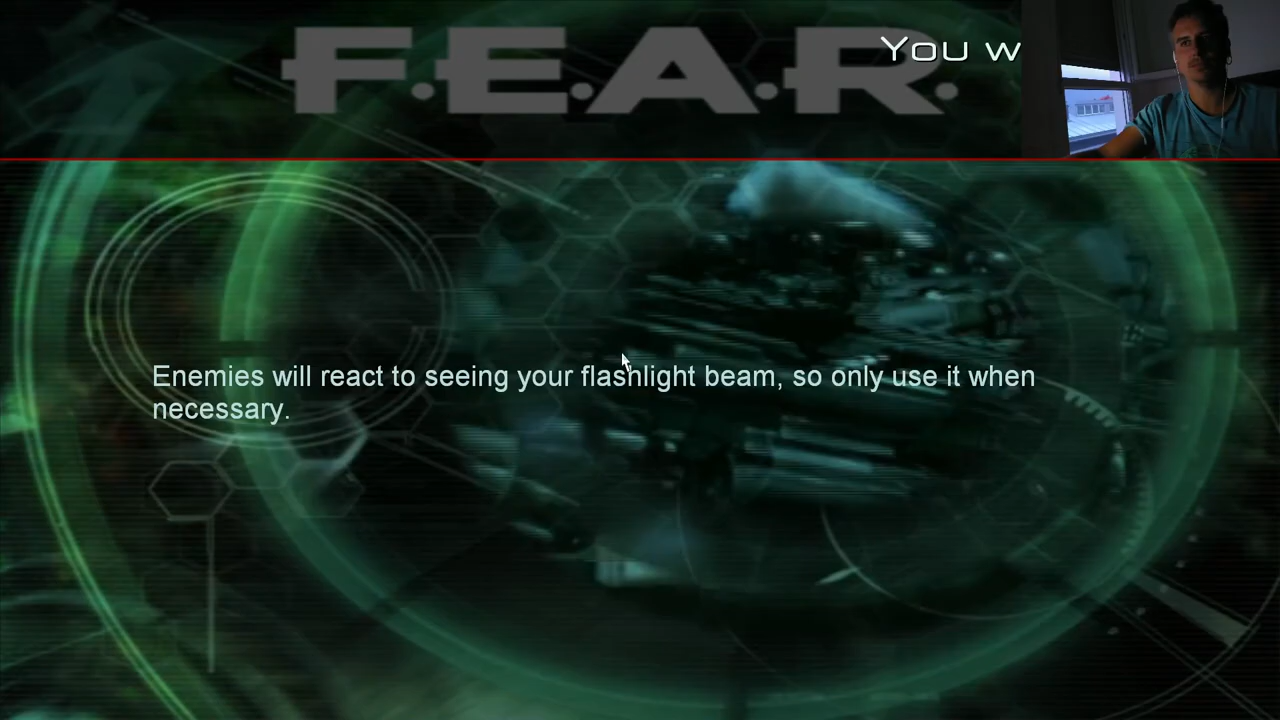 F.E.A.R.
You w
Enemies will react to seeing your flashlight beam, so only use it when
necessary.